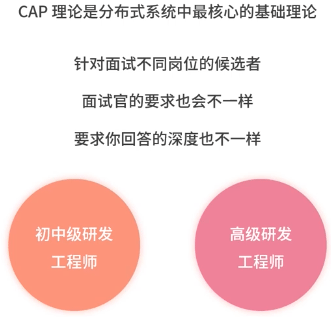 CAP 理论是分布式系统中最核心的基础理论
针对面试不同岗位的候选者
面试官的要求也会不一样
要求你回答的深度也不一样
初中级研发
工程师
高级研发
工程师